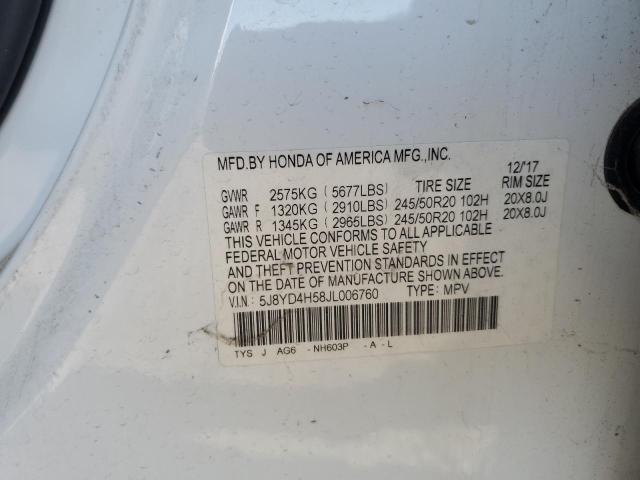 MFD.BY HONDA OF AMERICA MFG.,INC.
12/17
GVWR 2575KG (5677LBS) TIRE SIZE RIM SIZE
GAWR F 1320KG (2910LBS) 245/50R20 102H 20X8.0J
GAWR R 1345KG (2965LBS) 245/50R20 102H 20X8.0J
THIS VEHICLE CONFORMS TO ALL APPLICABLE
FEDERAL MOTOR VEHICLE SAFETY
AND THEFT PREVENTION STANDARDS IN EFFECT
ON THE DATE OF MANUFACTURE SHOWN ABOVE.
V.I.N: 5J8YD4H58JL006760 TYPE: MPV
TYS J AG6 -NH603P -A -L